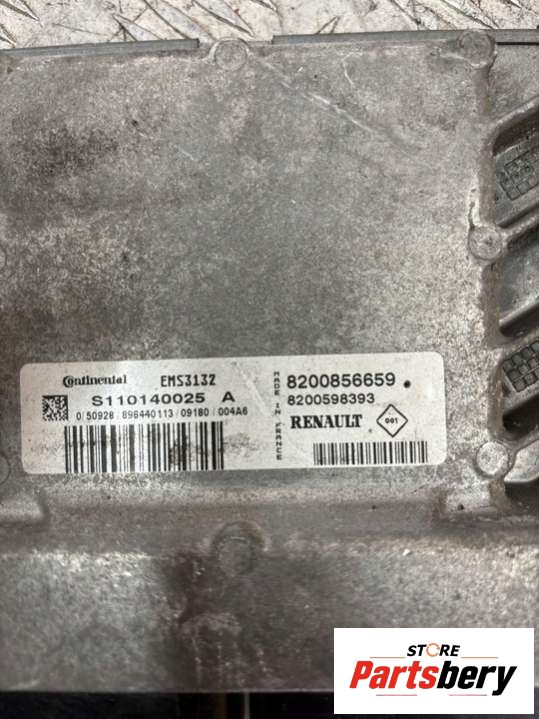 Continental EMS3132
S110140025 A
0/50928/896440113/09180/004A6
MADE IN FRANCE
8200856659.
8200598393
RENAULT 001
STORE
Partsbery